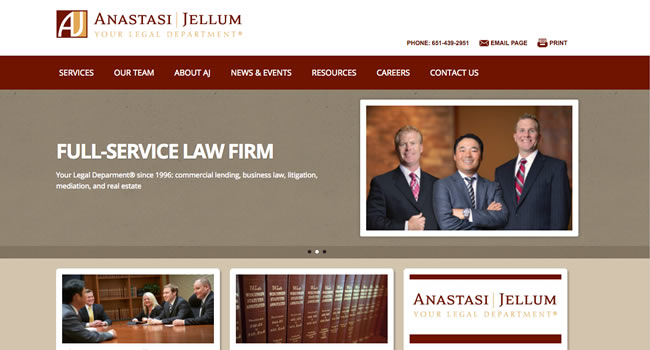 AJ
ANASTASI | JELLUM
YOUR LEGAL DEPARTMENT®
PHONE: 651-439-2951 EMAIL PAGE PRINT
SERVICES OUR TEAM ABOUT AJ NEWS & EVENTS RESOURCES CAREERS CONTACT US
FULL-SERVICE LAW FIRM
Your Legal Deparment® since 1996: commercial lending, business law, litigation,
mediation, and real estate
ANASTASI | JELLUM
YOUR LEGAL DEPARTMENT®